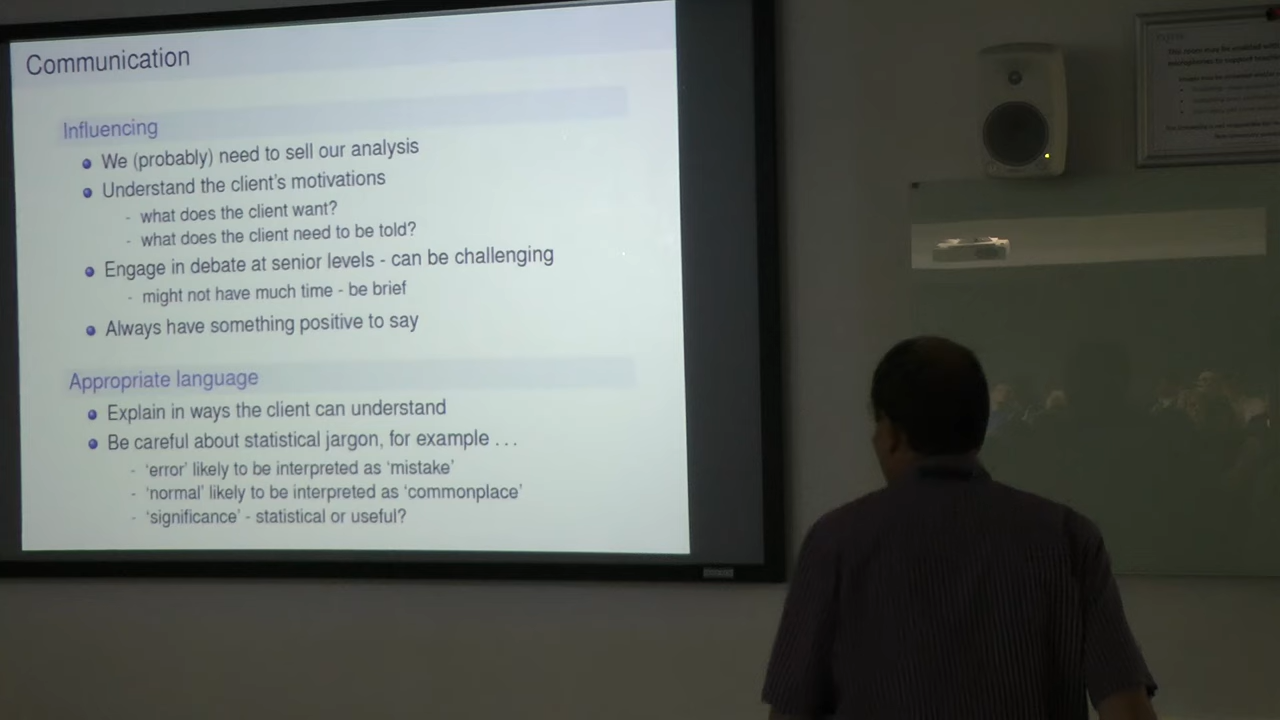 Communication
Influencing
We (probably) need to sell our analysis
Understand the client's motivations
- what does the client want?
- what does the client need to be told?
Engage in debate at senior levels - can be challenging
- might not have much time - be brief
Always have something positive to say
Appropriate language
Explain in ways the client can understand
Be careful about statistical jargon, for example . . .
- 'error' likely to be interpreted as 'mistake'
- 'normal' likely to be interpreted as 'commonplace'
- 'significance' - statistical or useful?